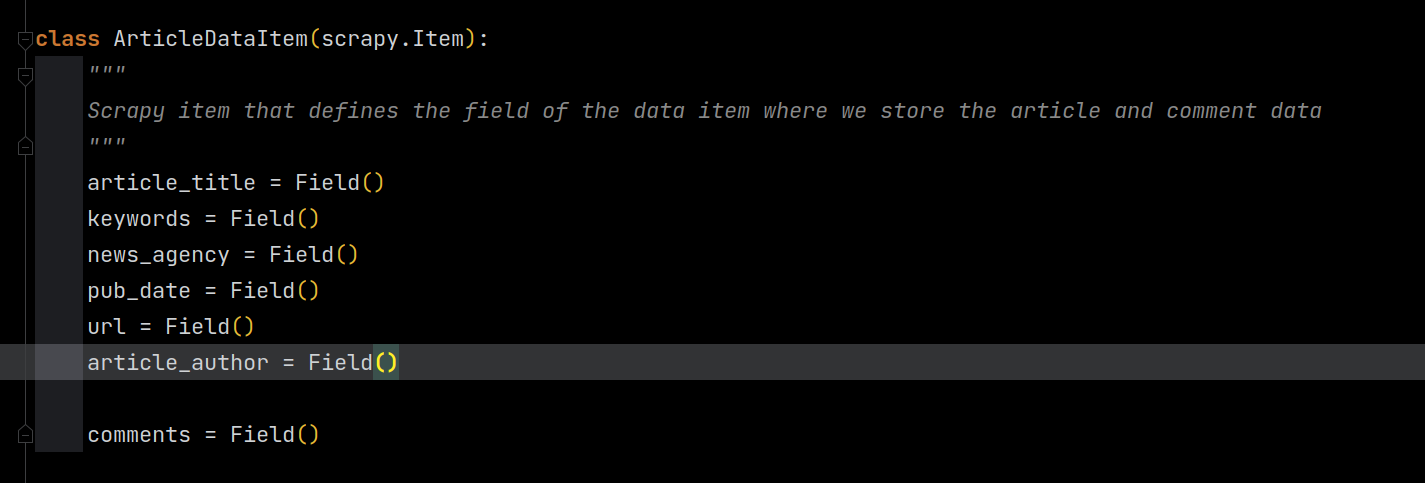 class ArticleDataItem(scrapy.Item):
"""
Scrapy item that defines the field of the data item where we store the article and comment data
"""
article_title = Field()
keywords = Field()
news_agency = Field()
pub_date = Field()
url = Field()
article_author = Field()
comments = Field()